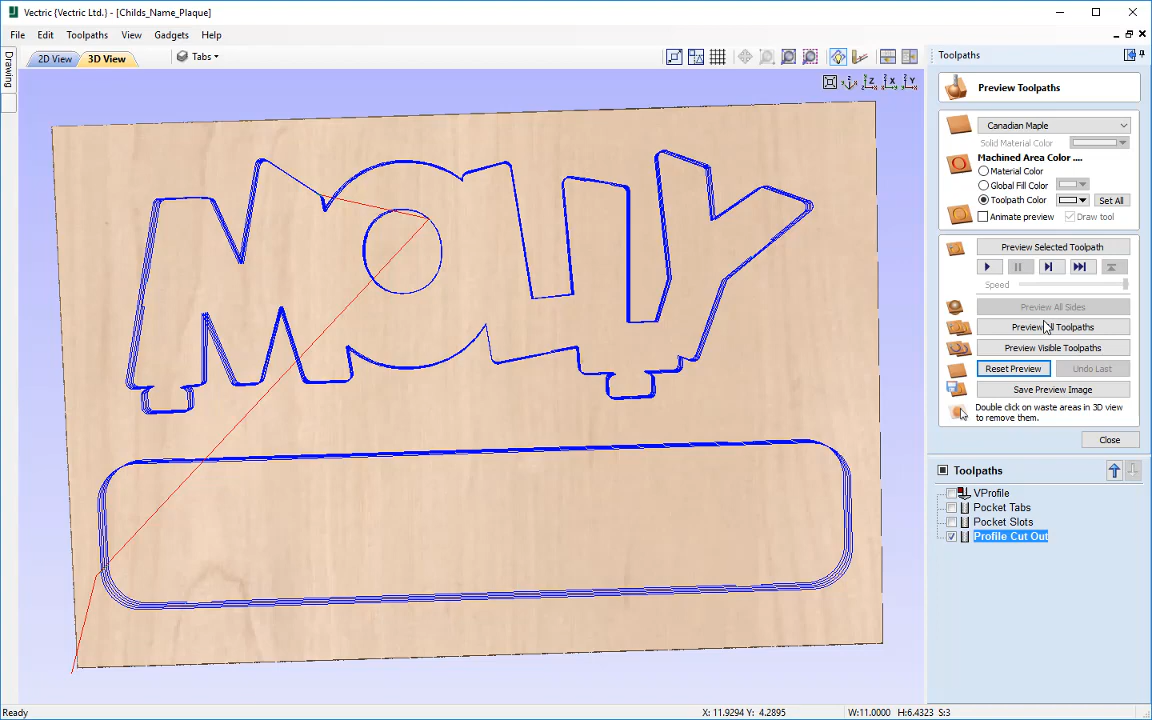 Vectric {Vectric Ltd.} - [Childs_Name_Plaque]
File Edit Toolpaths View Gadgets Help
Drawing
2D View 3D View Tabs
Z X Y
Toolpaths
Preview Toolpaths
Canadian Maple
Solid Material Color
Machined Area Color ....
Material Color
Global Fill Color
Toolpath Color Set All
Animate preview Draw tool
Preview Selected Toolpath
Speed
Preview All Sides
Preview All Toolpaths
Preview Visible Toolpaths
Reset Preview Undo Last
Save Preview Image
Double click on waste areas in 3D view
to remove them.
Close
Toolpaths
VProfile
Pocket Tabs
Pocket Slots
Profile Cut Out
MOLLY
Ready X: 11.9294 Y: 4.2895 W:11.0000 H:6.4323 S:3